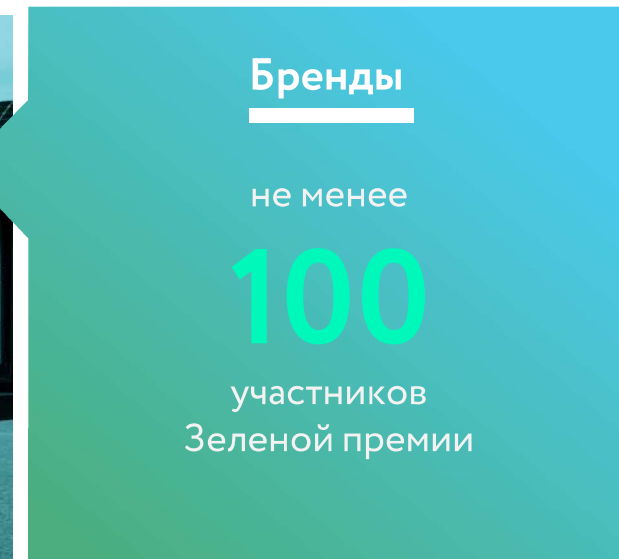 Бренды
не менее
100
участников
Зеленой премии